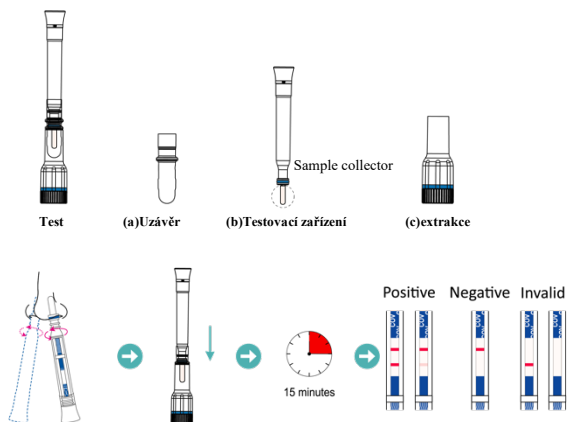 Sample collector
Test (a)Uzávěr (b)Testovací zařízení (c)extrakce
Positive Negative Invalid
15 minutes